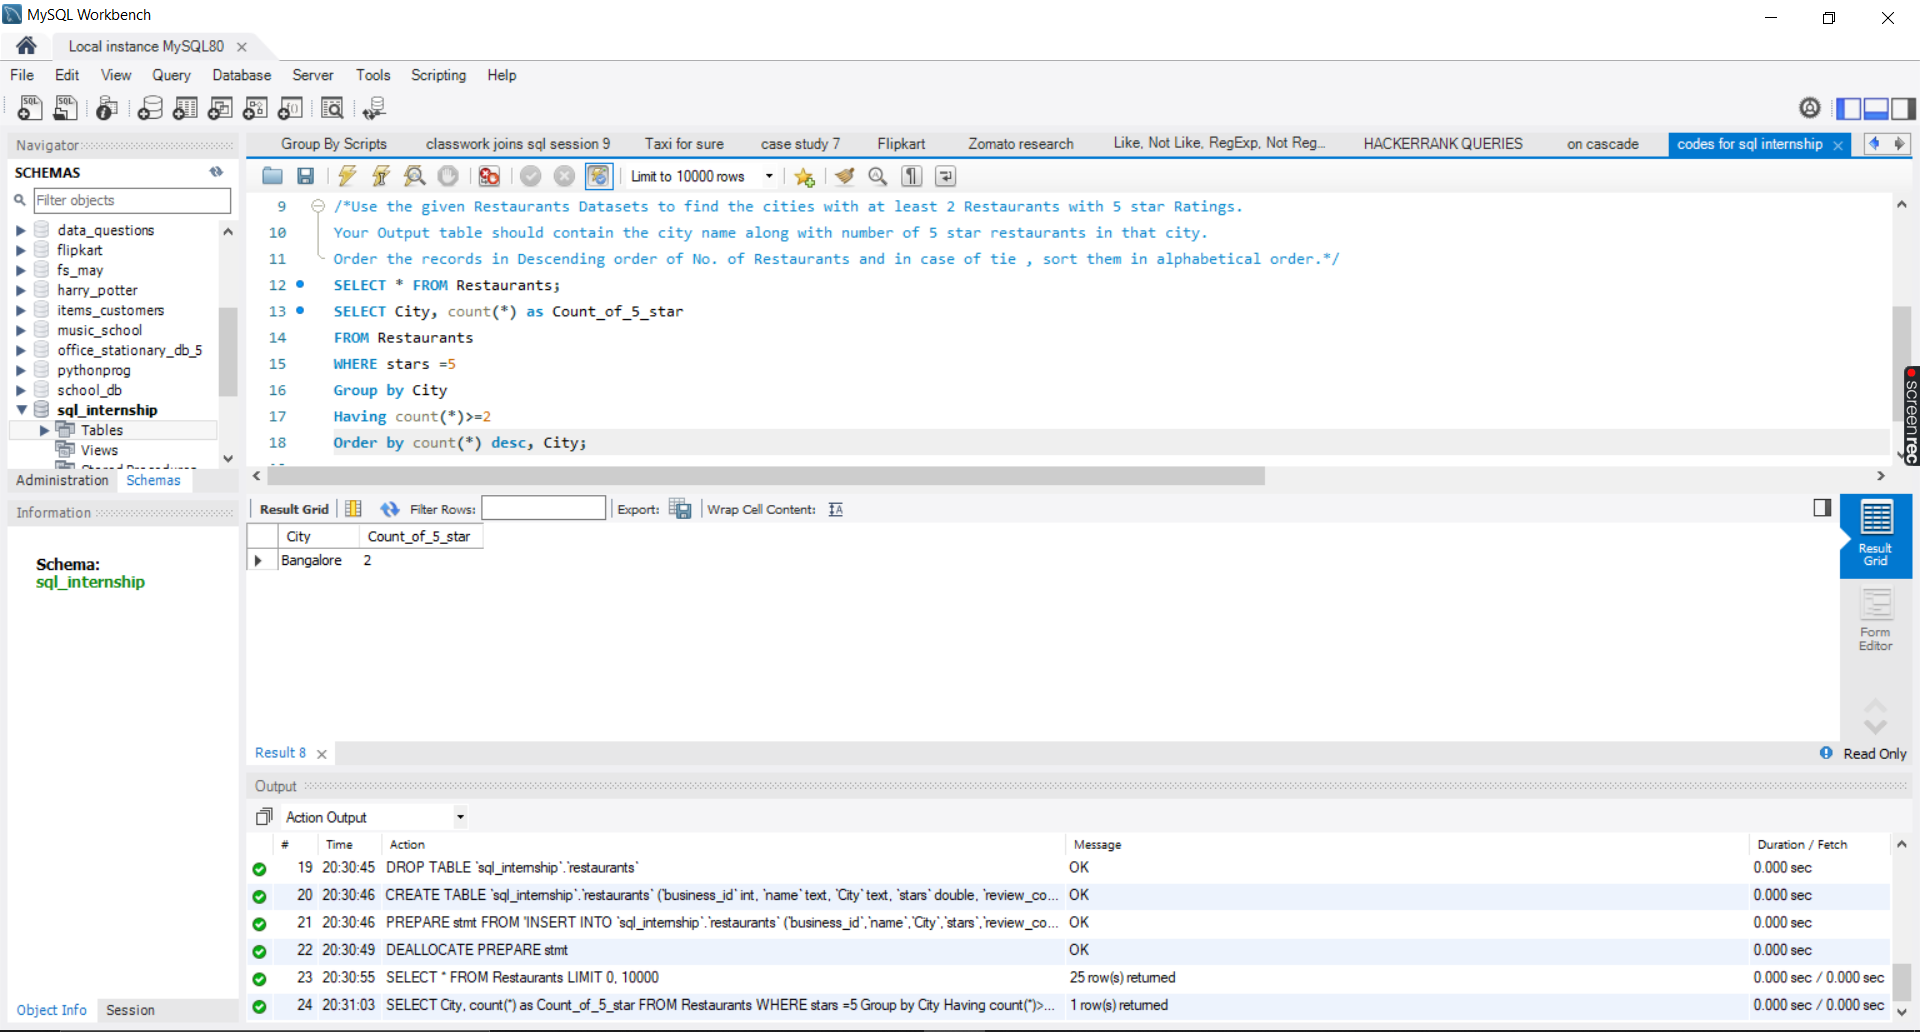 MySQL Workbench
Local instance MySQL80
File Edit View Query Database Server Tools Scripting Help
Navigator
Group By Scripts classwork joins sql session 9 Taxi for sure case study 7 Flipkart Zomato research Like, Not Like, RegExp, Not Reg... HACKERRANK QUERIES on cascade codes for sql internship
SCHEMAS
Limit to 10000 rows
Filter objects
data_questions
flipkart
fs_may
harry_potter
items_customers
music_school
office_stationary_db_5
pythonprog
school_db
sql_internship
Tables
Views
Administration Schemas
9 /*Use the given Restaurants Datasets to find the cities with at least 2 Restaurants with 5 star Ratings.
10 Your Output table should contain the city name along with number of 5 star restaurants in that city.
11 Order the records in Descending order of No. of Restaurants and in case of tie , sort them in alphabetical order.*/
12 SELECT * FROM Restaurants;
13 SELECT City, count(*) as Count_of_5_star
14 FROM Restaurants
15 WHERE stars =5
16 Group by City
17 Having count(*)>=2
18 Order by count(*) desc, City;
screenrec
Information
Schema:
sql_internship
Result Grid Filter Rows: Export: Wrap Cell Content:
City Count_of_5_star
Bangalore 2
Result Grid
Form Editor
Result 8
Read Only
Output
Action Output
# Time Action Message Duration / Fetch
19 20:30:45 DROP TABLE `sql_internship`.`restaurants` OK 0.000 sec
20 20:30:46 CREATE TABLE `sql_internship`.`restaurants` (`business_id` int, `name` text, `City` text, `stars` double, `review_co... OK 0.000 sec
21 20:30:46 PREPARE stmt FROM 'INSERT INTO `sql_internship`.`restaurants` (`business_id`,`name`,`City`,`stars`,`review_co... OK 0.000 sec
22 20:30:49 DEALLOCATE PREPARE stmt OK 0.000 sec
23 20:30:55 SELECT * FROM Restaurants LIMIT 0, 10000 25 row(s) returned 0.000 sec / 0.000 sec
24 20:31:03 SELECT City, count(*) as Count_of_5_star FROM Restaurants WHERE stars =5 Group by City Having count(*)>... 1 row(s) returned 0.000 sec / 0.000 sec
Object Info Session